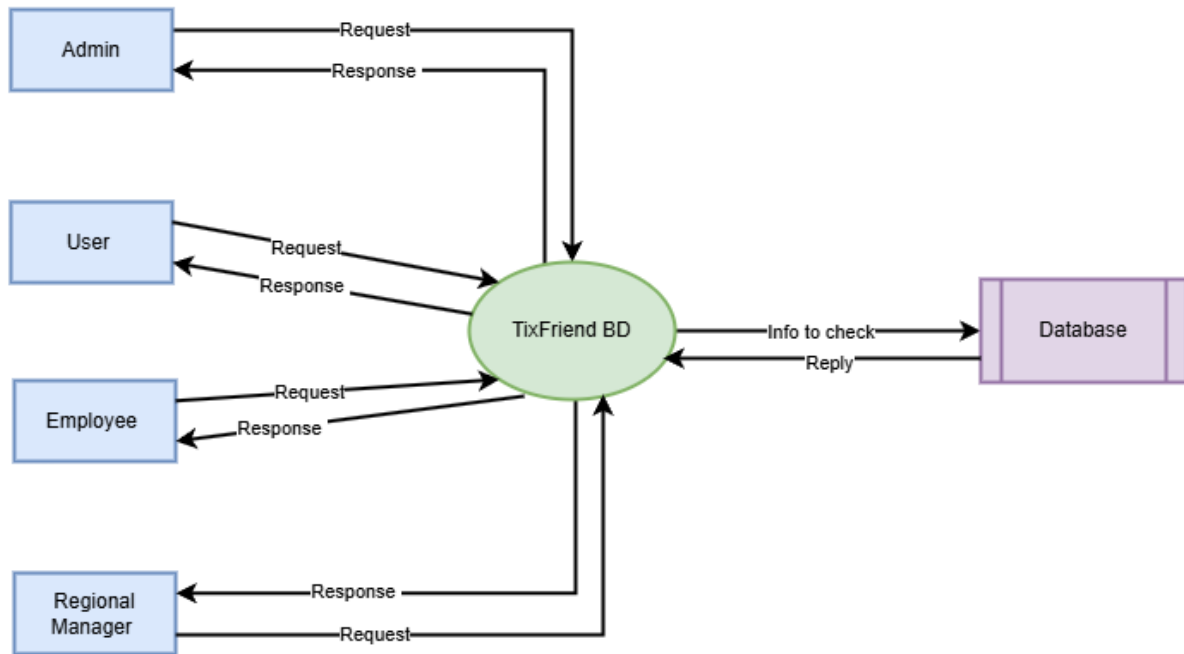 Admin
Request
Response
User
Request
Response
TixFriend BD
Info to check
Reply
Database
Employee
Request
Response
Regional
Manager
Response
Request